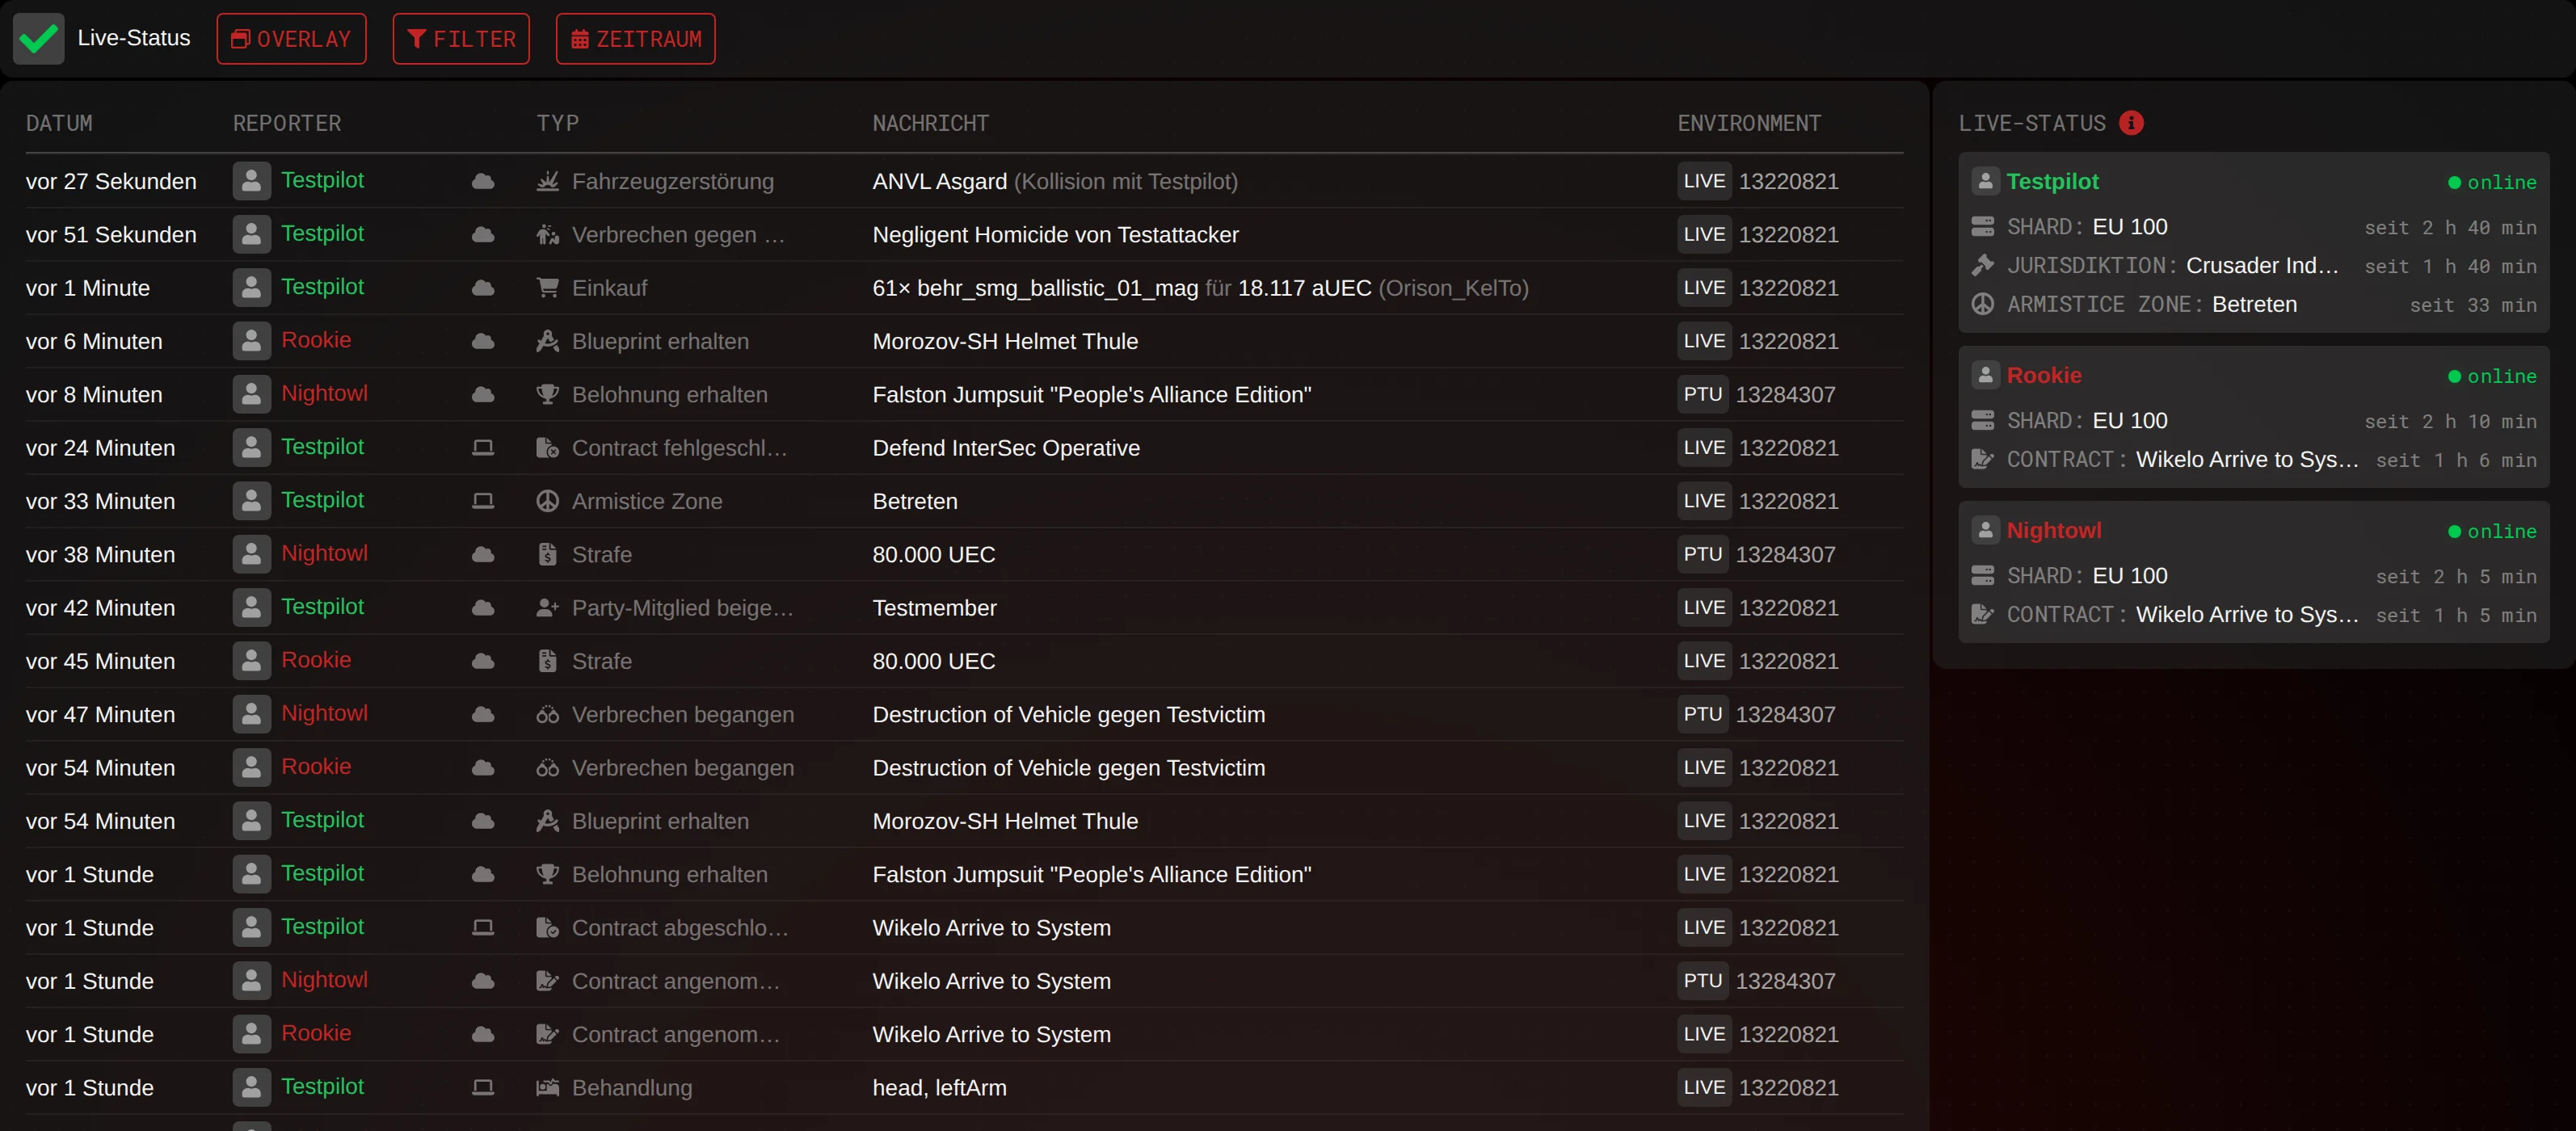 Live-Status OVERLAY FILTER ZEITRAUM
DATUM REPORTER TYP NACHRICHT ENVIRONMENT
vor 27 Sekunden Testpilot Fahrzeugzerstörung ANVL Asgard (Kollision mit Testpilot) LIVE 13220821
vor 51 Sekunden Testpilot Verbrechen gegen … Negligent Homicide von Testattacker LIVE 13220821
vor 1 Minute Testpilot Einkauf 61× behr_smg_ballistic_01_mag für 18.117 aUEC (Orison_KelTo) LIVE 13220821
vor 6 Minuten Rookie Blueprint erhalten Morozov-SH Helmet Thule LIVE 13220821
vor 8 Minuten Nightowl Belohnung erhalten Falston Jumpsuit "People's Alliance Edition" PTU 13284307
vor 24 Minuten Testpilot Contract fehlgeschl… Defend InterSec Operative LIVE 13220821
vor 33 Minuten Testpilot Armistice Zone Betreten LIVE 13220821
vor 38 Minuten Nightowl Strafe 80.000 UEC PTU 13284307
vor 42 Minuten Testpilot Party-Mitglied beige… Testmember LIVE 13220821
vor 45 Minuten Rookie Strafe 80.000 UEC LIVE 13220821
vor 47 Minuten Nightowl Verbrechen begangen Destruction of Vehicle gegen Testvictim PTU 13284307
vor 54 Minuten Rookie Verbrechen begangen Destruction of Vehicle gegen Testvictim LIVE 13220821
vor 54 Minuten Testpilot Blueprint erhalten Morozov-SH Helmet Thule LIVE 13220821
vor 1 Stunde Testpilot Belohnung erhalten Falston Jumpsuit "People's Alliance Edition" LIVE 13220821
vor 1 Stunde Testpilot Contract abgeschlo… Wikelo Arrive to System LIVE 13220821
vor 1 Stunde Nightowl Contract angenom… Wikelo Arrive to System PTU 13284307
vor 1 Stunde Rookie Contract angenom… Wikelo Arrive to System LIVE 13220821
vor 1 Stunde Testpilot Behandlung head, leftArm LIVE 13220821
LIVE-STATUS
Testpilot online
SHARD: EU 100 seit 2 h 40 min
JURISDIKTION: Crusader Ind… seit 1 h 40 min
ARMISTICE ZONE: Betreten seit 33 min
Rookie online
SHARD: EU 100 seit 2 h 10 min
CONTRACT: Wikelo Arrive to Sys… seit 1 h 6 min
Nightowl online
SHARD: EU 100 seit 2 h 5 min
CONTRACT: Wikelo Arrive to Sys… seit 1 h 5 min